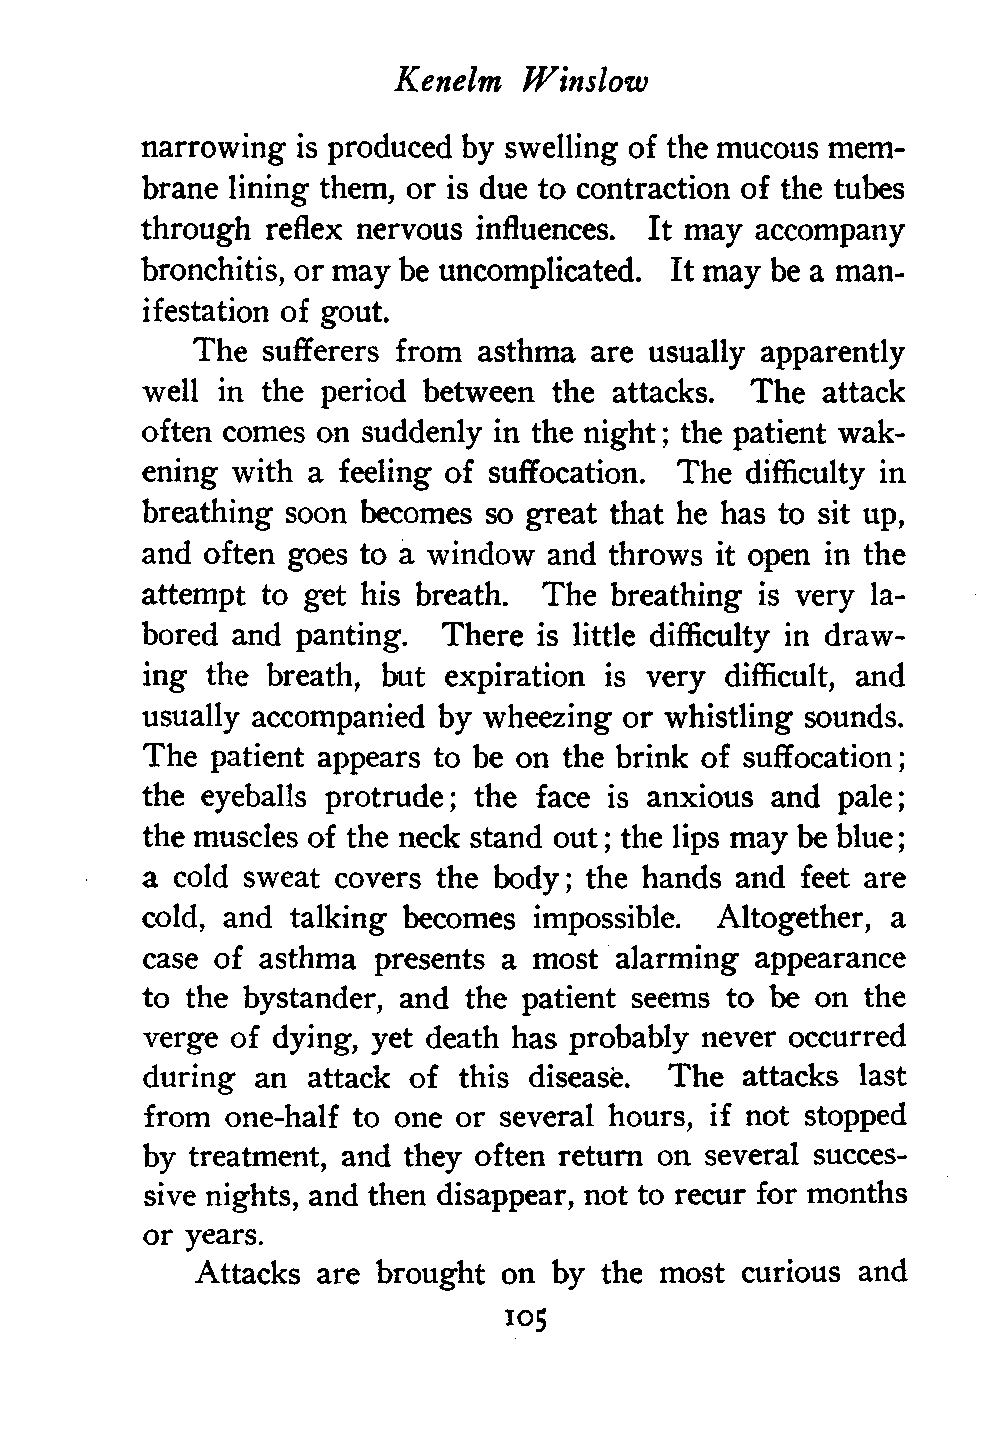 Kenelm Winslow
narrowing is produced by swelling of the mucous mem-
brane lining them, or is due to contraction of the tubes
through reflex nervous influences. It may accompany
bronchitis, or may be uncomplicated. It may be a man-
ifestation of gout.
The sufferers from asthma are usually apparently
well in the period between the attacks. The attack
often comes on suddenly in the night; the patient wak-
ening with a feeling of suffocation. The difficulty in
breathing soon becomes so great that he has to sit up,
and often goes to a window and throws it open in the
attempt to get his breath. The breathing is very la-
bored and panting. There is little difficulty in draw-
ing the breath, but expiration is very difficult, and
usually accompanied by wheezing or whistling sounds.
The patient appears to be on the brink of suffocation;
the eyeballs protrude; the face is anxious and pale;
the muscles of the neck stand out; the lips may be blue;
a cold sweat covers the body; the hands and feet are
cold, and talking becomes impossible. Altogether, a
case of asthma presents a most alarming appearance
to the bystander, and the patient seems to be on the
verge of dying, yet death has probably never occurred
during an attack of this disease. The attacks last
from one-half to one or several hours, if not stopped
by treatment, and they often return on several succes-
sive nights, and then disappear, not to recur for months
or years.
Attacks are brought on by the most curious and
105